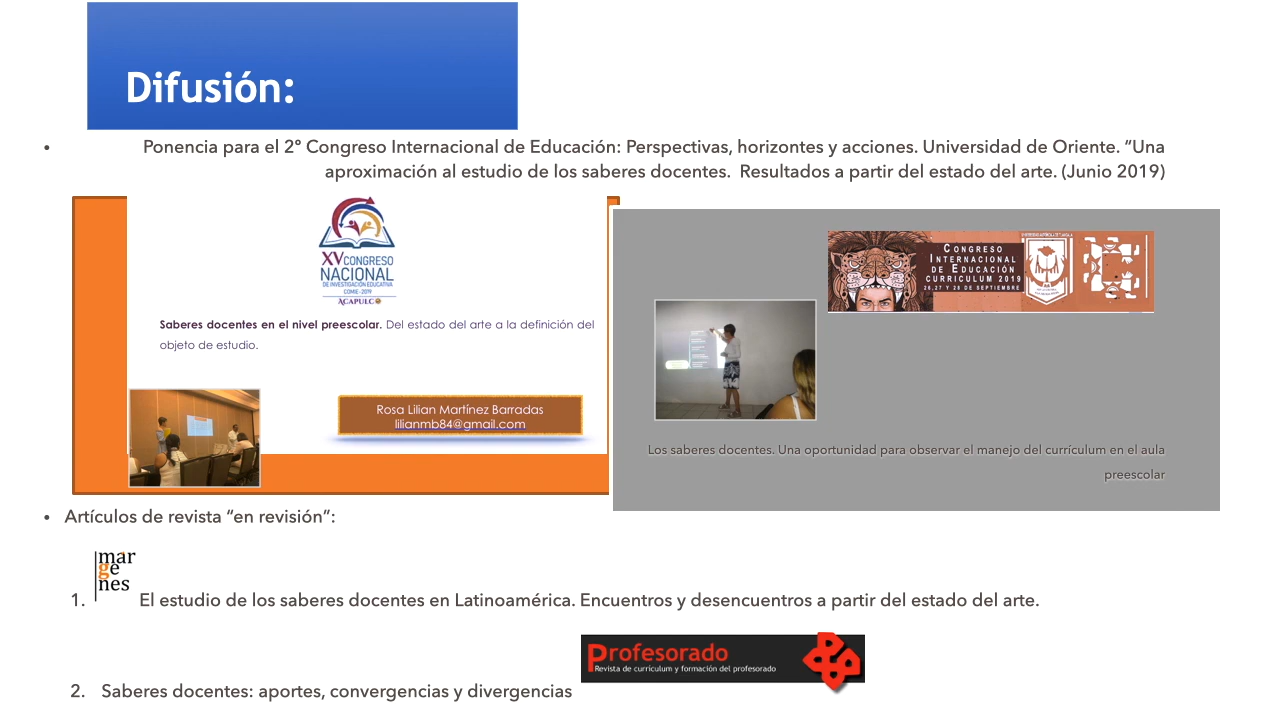 Difusión:
• Ponencia para el 2º Congreso Internacional de Educación: Perspectivas, horizontes y acciones. Universidad de Oriente. “Una
aproximación al estudio de los saberes docentes.  Resultados a partir del estado del arte. (Junio 2019)
XV CONGRESO
NACIONAL
DE INVESTIGACIÓN EDUCATIVA
COMIE-2019
ACAPULCO
Saberes docentes en el nivel preescolar. Del estado del arte a la definición del
objeto de estudio.
Rosa Lilian Martínez Barradas
lilianmb84@gmail.com
CONGRESO
INTERNACIONAL
DE EDUCACIÓN
CURRICULUM 2019
26,27 Y 28 DE SEPTIEMBRE
Los saberes docentes. Una oportunidad para observar el manejo del currículum en el aula
preescolar
• Artículos de revista “en revisión”:
mar
ge
nes
1. El estudio de los saberes docentes en Latinoamérica. Encuentros y desencuentros a partir del estado del arte.
Profesorado
Revista de curriculum y formación del profesorado
2. Saberes docentes: aportes, convergencias y divergencias